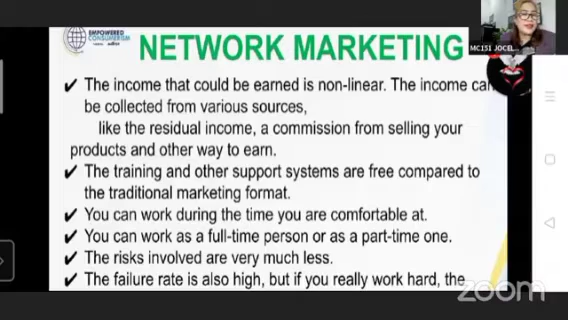 EMPOWERED
CONSUMERISM
MC151 JOCEL...
NETWORK MARKETING
✔ The income that could be earned is non-linear. The income can
be collected from various sources,
like the residual income, a commission from selling your
products and other way to earn.
✔ The training and other support systems are free compared to
the traditional marketing format.
✔ You can work during the time you are comfortable at.
✔ You can work as a full-time person or as a part-time one.
✔ The risks involved are very much less.
✔ The failure rate is also high, but if you really work hard, the
zoom